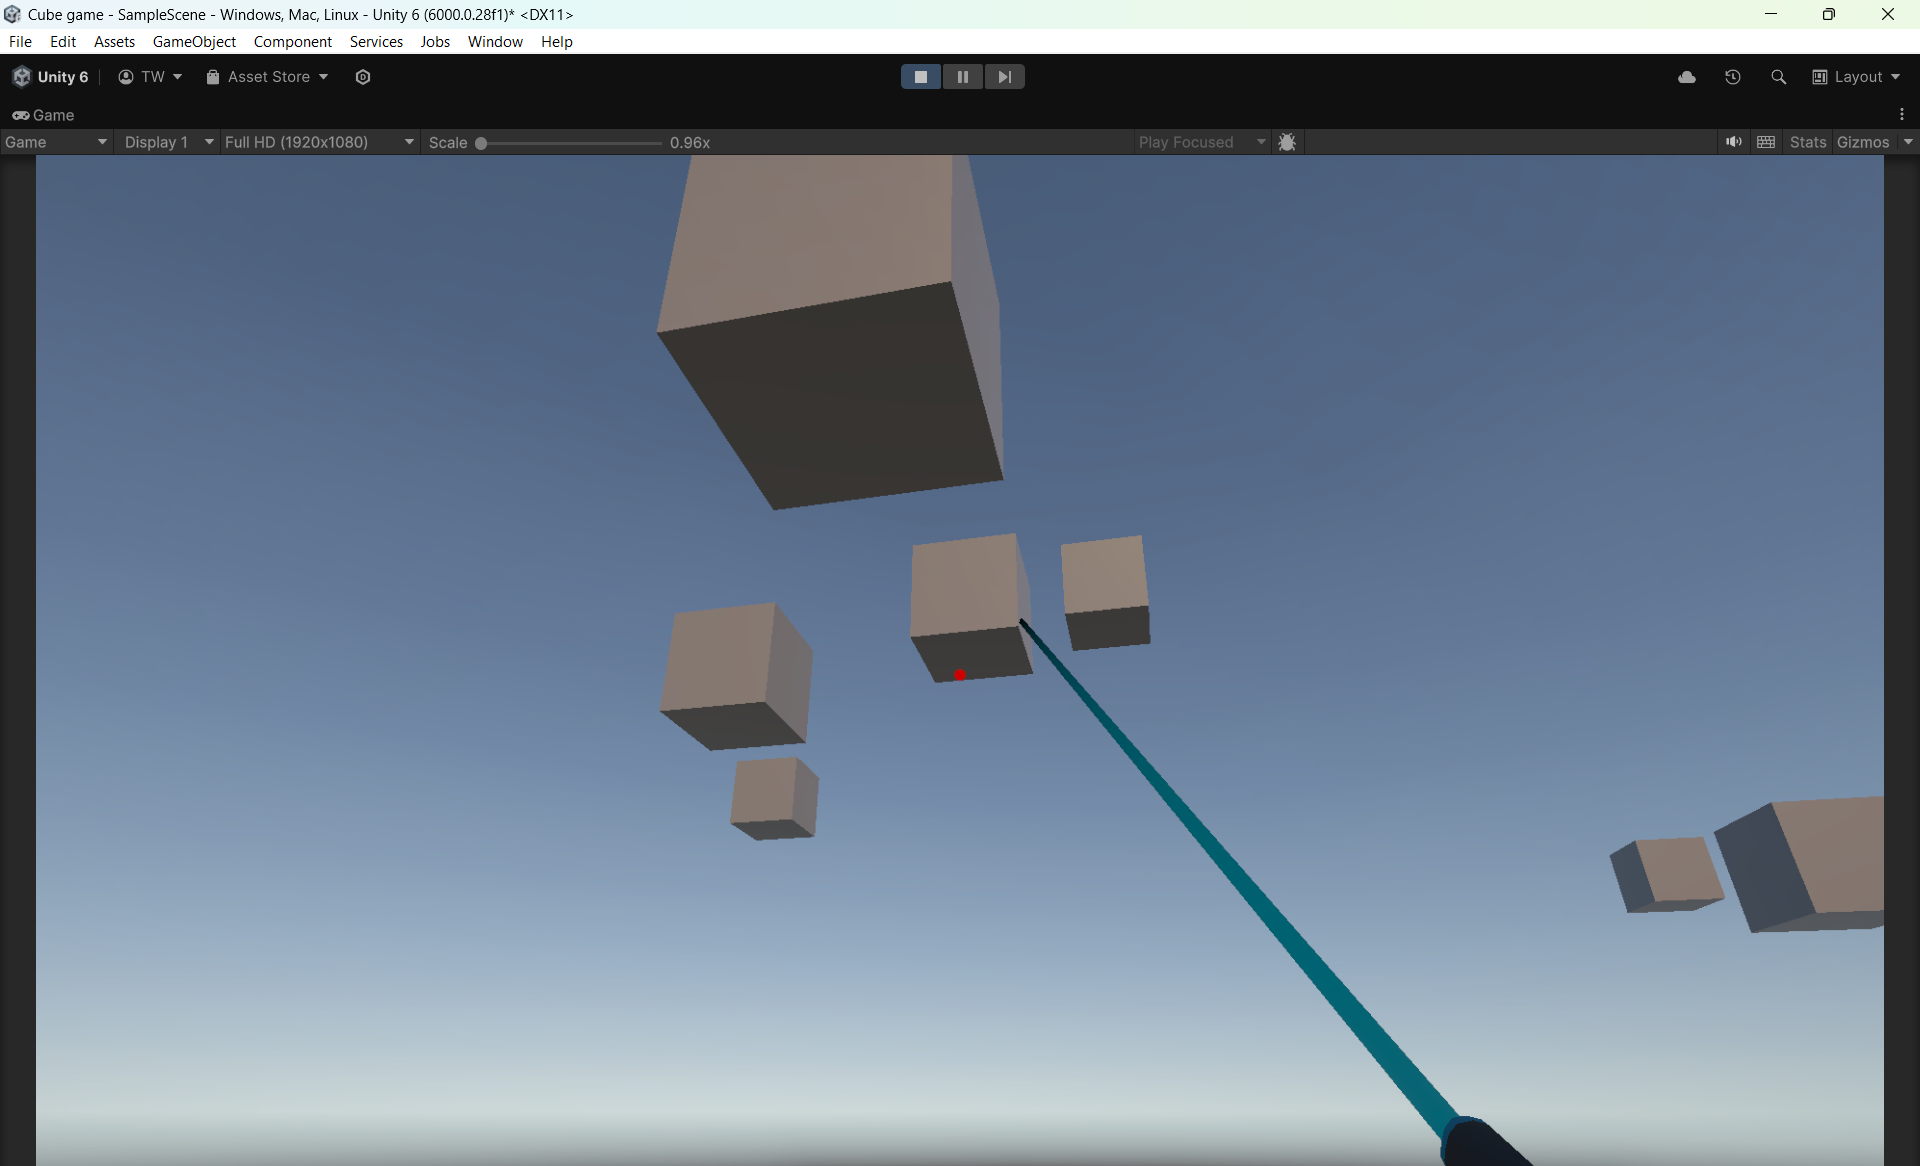 Cube game - SampleScene - Windows, Mac, Linux - Unity 6 (6000.0.28f1)* <DX11>
File Edit Assets GameObject Component Services Jobs Window Help
Unity 6 TW Asset Store Layout
Game
Game Display 1 Full HD (1920x1080) Scale 0.96x Play Focused Stats Gizmos